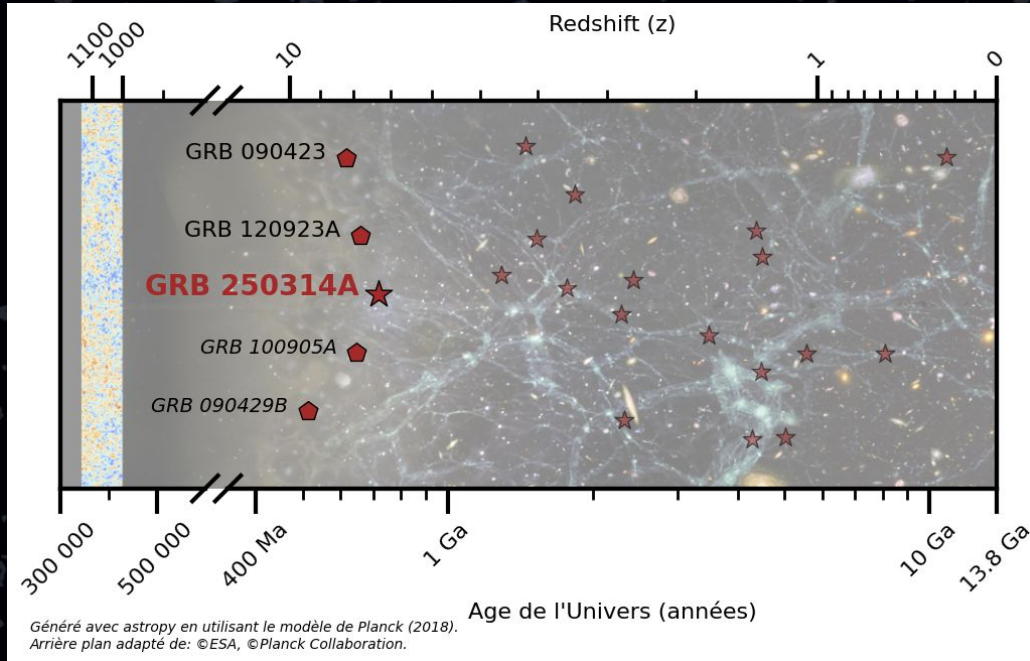 Redshift (z)
1100
1000
10
1
0
GRB 090423
GRB 120923A
GRB 250314A
GRB 100905A
GRB 090429B
300 000
500 000
400 Ma
1 Ga
10 Ga
13.8 Ga
Age de l'Univers (années)
Généré avec astropy en utilisant le modèle de Planck (2018).
Arrière plan adapté de: ©ESA, ©Planck Collaboration.